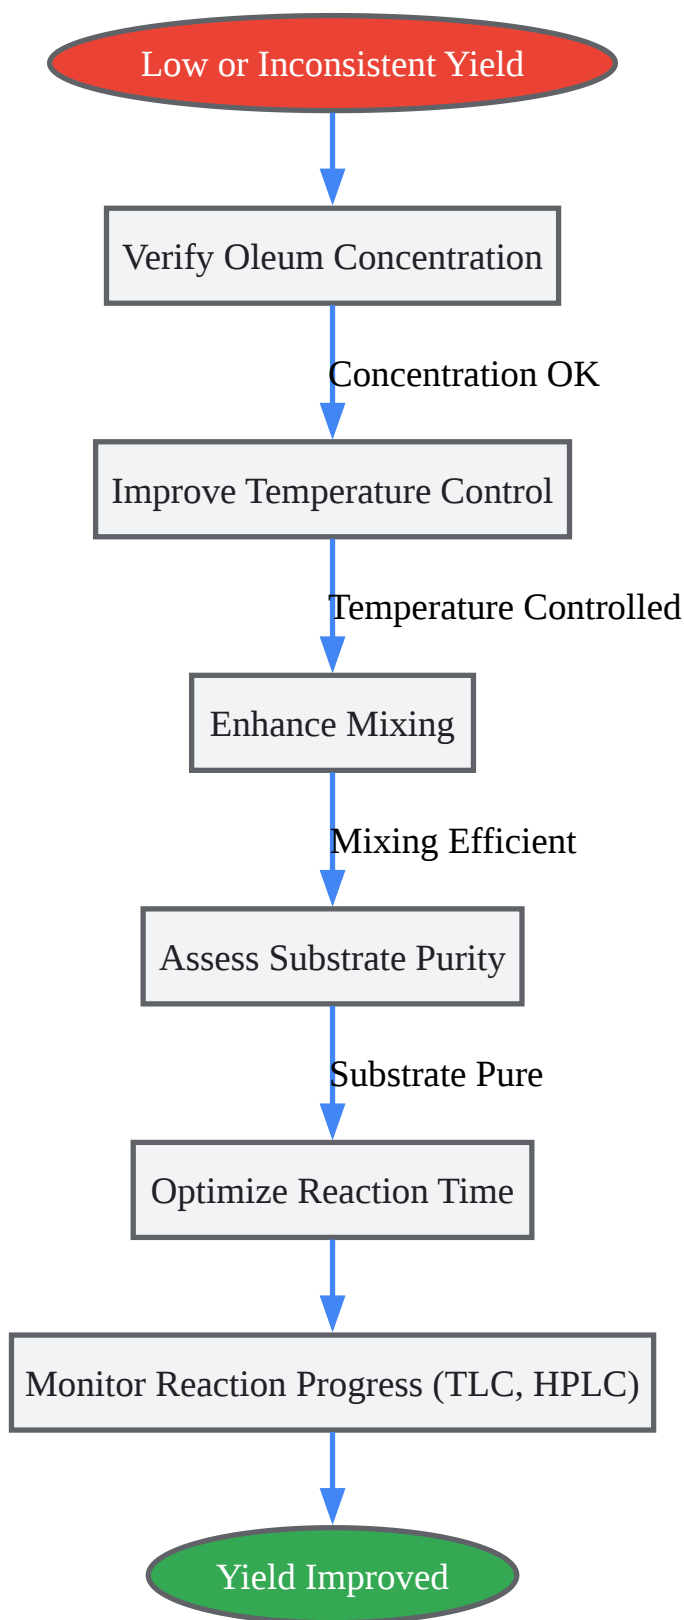 Low or Inconsistent Yield
Verify Oleum Concentration
Concentration OK
Improve Temperature Control
Temperature Controlled
Enhance Mixing
Mixing Efficient
Assess Substrate Purity
Substrate Pure
Optimize Reaction Time
Monitor Reaction Progress (TLC, HPLC)
Yield Improved